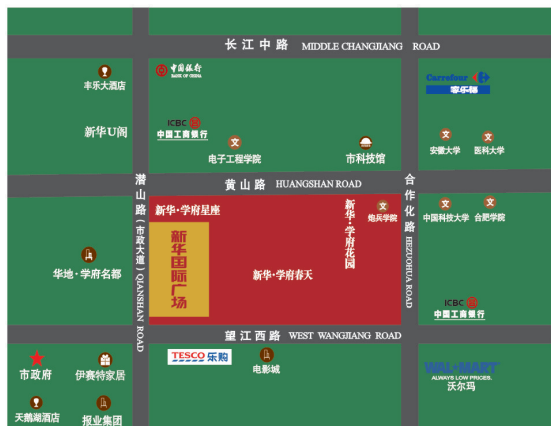 长江中路 MIDDLE CHANGJIANG ROAD
中国银行
BANK OF CHINA
丰乐大酒店
Carrefour
家乐福
新华U阁
ICBC
中国工商银行
文
电子工程学院
市科技馆
文
安徽大学
文
医科大学
潜山路(市政大道) QIANSHAN ROAD
黄山路 HUANGSHAN ROAD
合作化路 HEZUOHUA ROAD
新华·学府星座
新华国际广场
新华·学府春天
新华·学府花园
文
炮兵学院
文
中国科技大学
文
合肥学院
华地·学府名都
ICBC
中国工商银行
望江西路 WEST WANGJIANG ROAD
TESCO 乐购
电影城
市政府
伊赛特家居
WAL-MART
ALWAYS LOW PRICES.
沃尔玛
天鹅湖酒店
报业集团